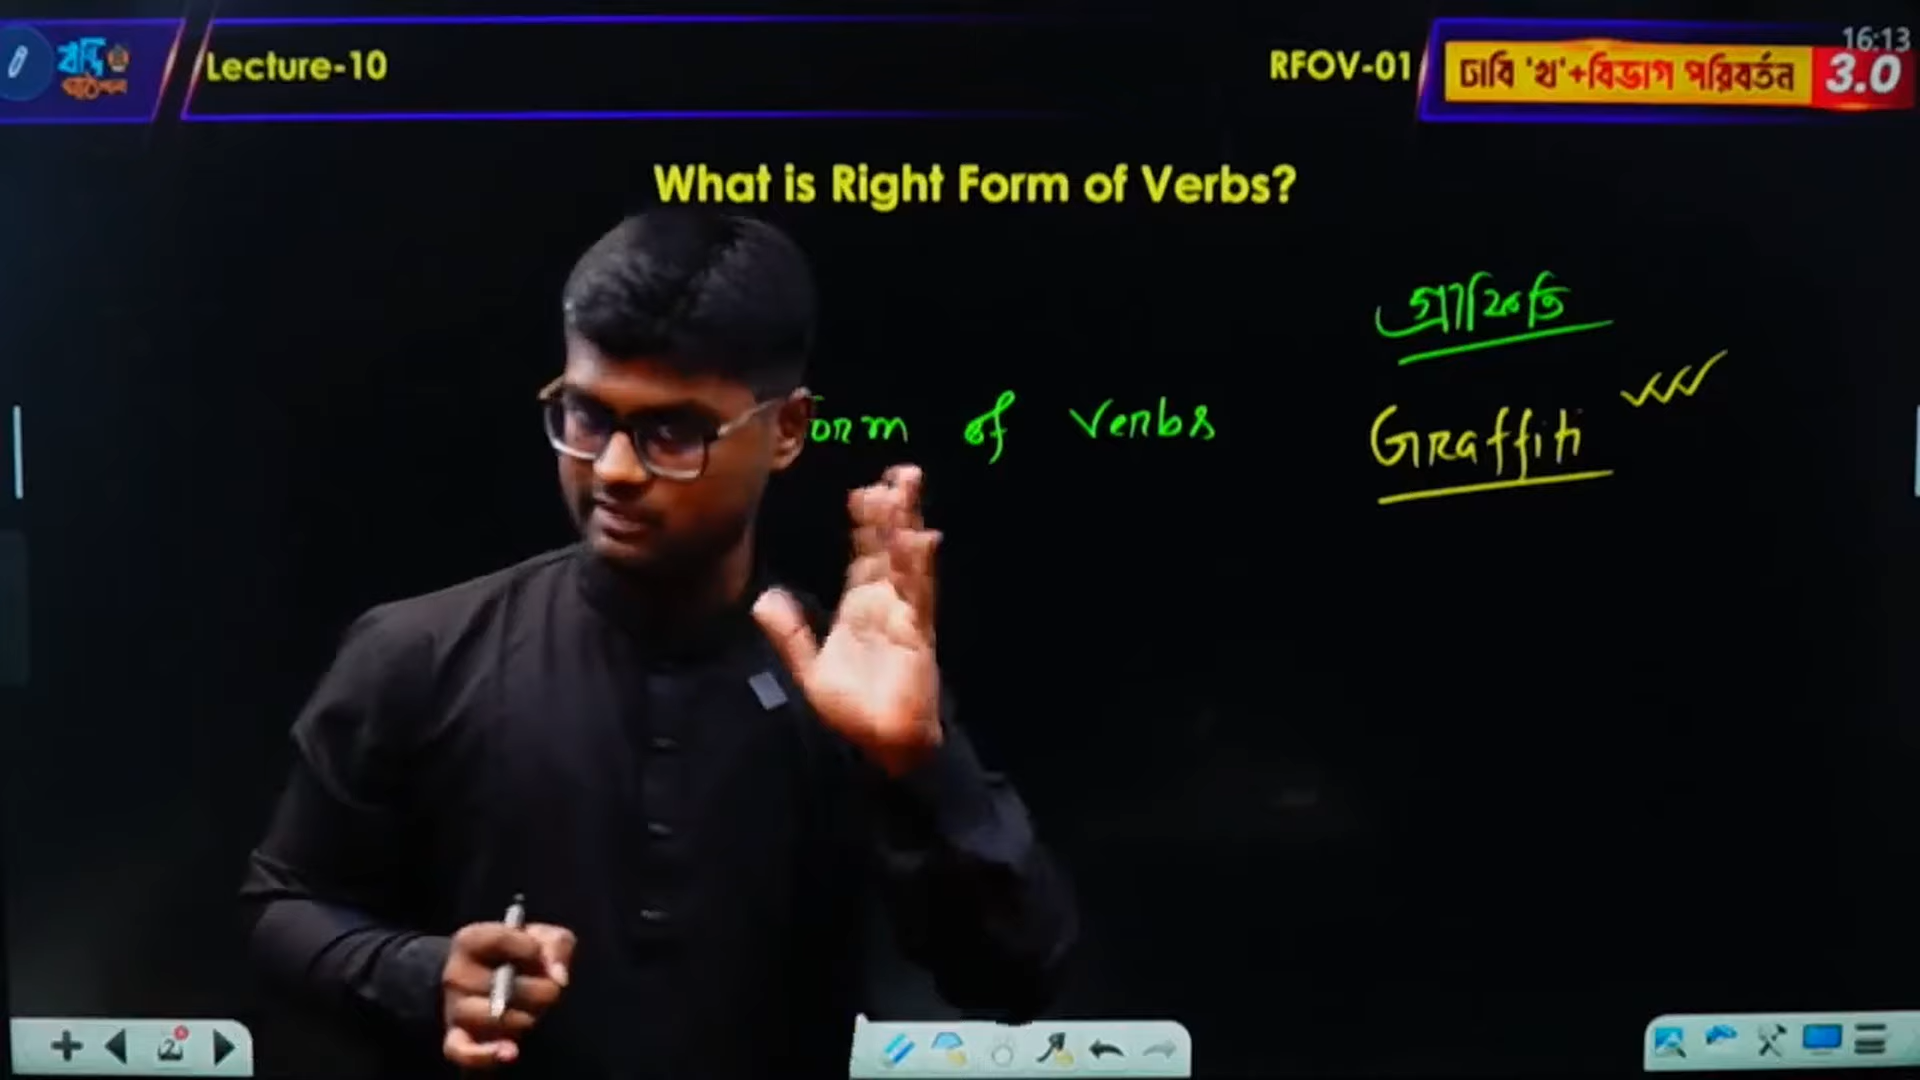 16:13
Lecture-10
RFOV-01
ঢাবি 'খ'+বিভাগ পরিবর্তন 3.0
What is Right Form of Verbs?
গ্রাফিতি
of Verbs
Graffiti
2